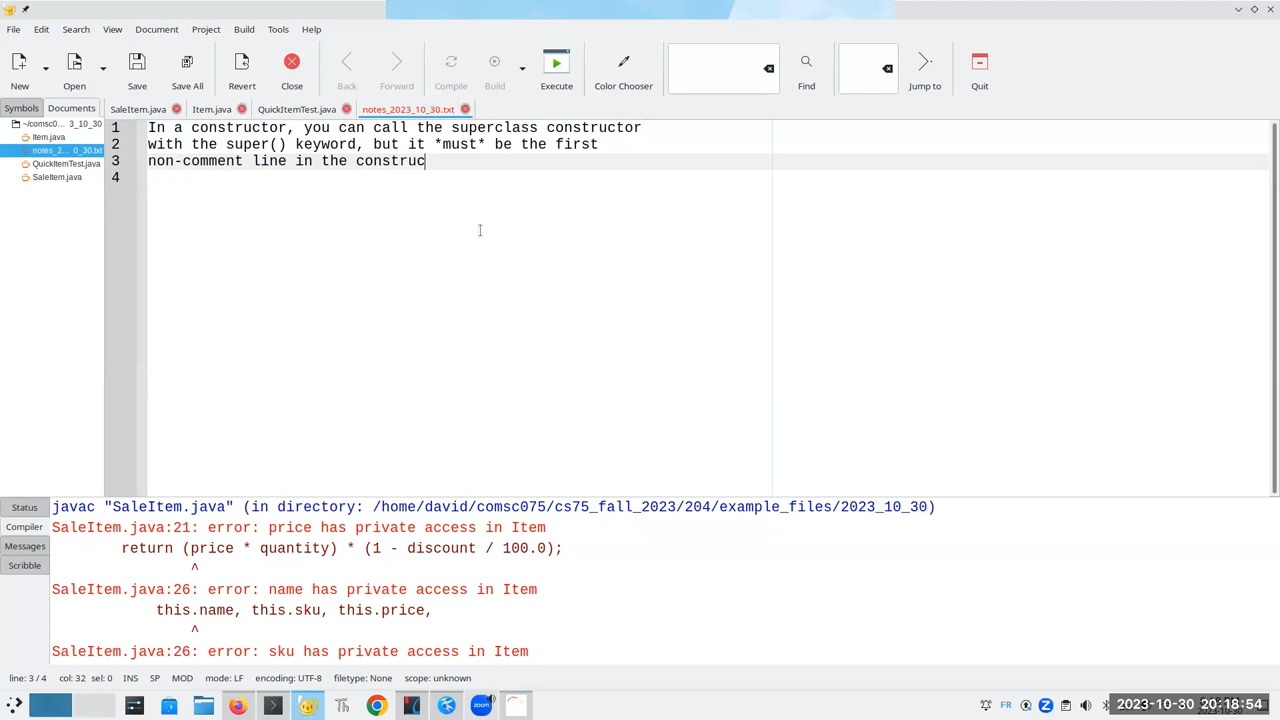 File Edit Search View Document Project Build Tools Help
New Open Save Save All Revert Close Back Forward Compile Build Execute Color Chooser Find Jump to Quit
Symbols Documents SaleItem.java Item.java QuickItemTest.java notes_2023_10_30.txt
~/comsc0... 3_10_30
Item.java
notes_2... 0_30.txt
QuickItemTest.java
SaleItem.java
1 In a constructor, you can call the superclass constructor
2 with the super() keyword, but it *must* be the first
3 non-comment line in the construc
4
Status
Compiler
Messages
Scribble
javac "SaleItem.java" (in directory: /home/david/comsc075/cs75_fall_2023/204/example_files/2023_10_30)
SaleItem.java:21: error: price has private access in Item
return (price * quantity) * (1 - discount / 100.0);
^
SaleItem.java:26: error: name has private access in Item
this.name, this.sku, this.price,
^
SaleItem.java:26: error: sku has private access in Item
line: 3 / 4 col: 32 sel: 0 INS SP MOD mode: LF encoding: UTF-8 filetype: None scope: unknown
Th zoom FR Z 2023-10-30 20:18:54